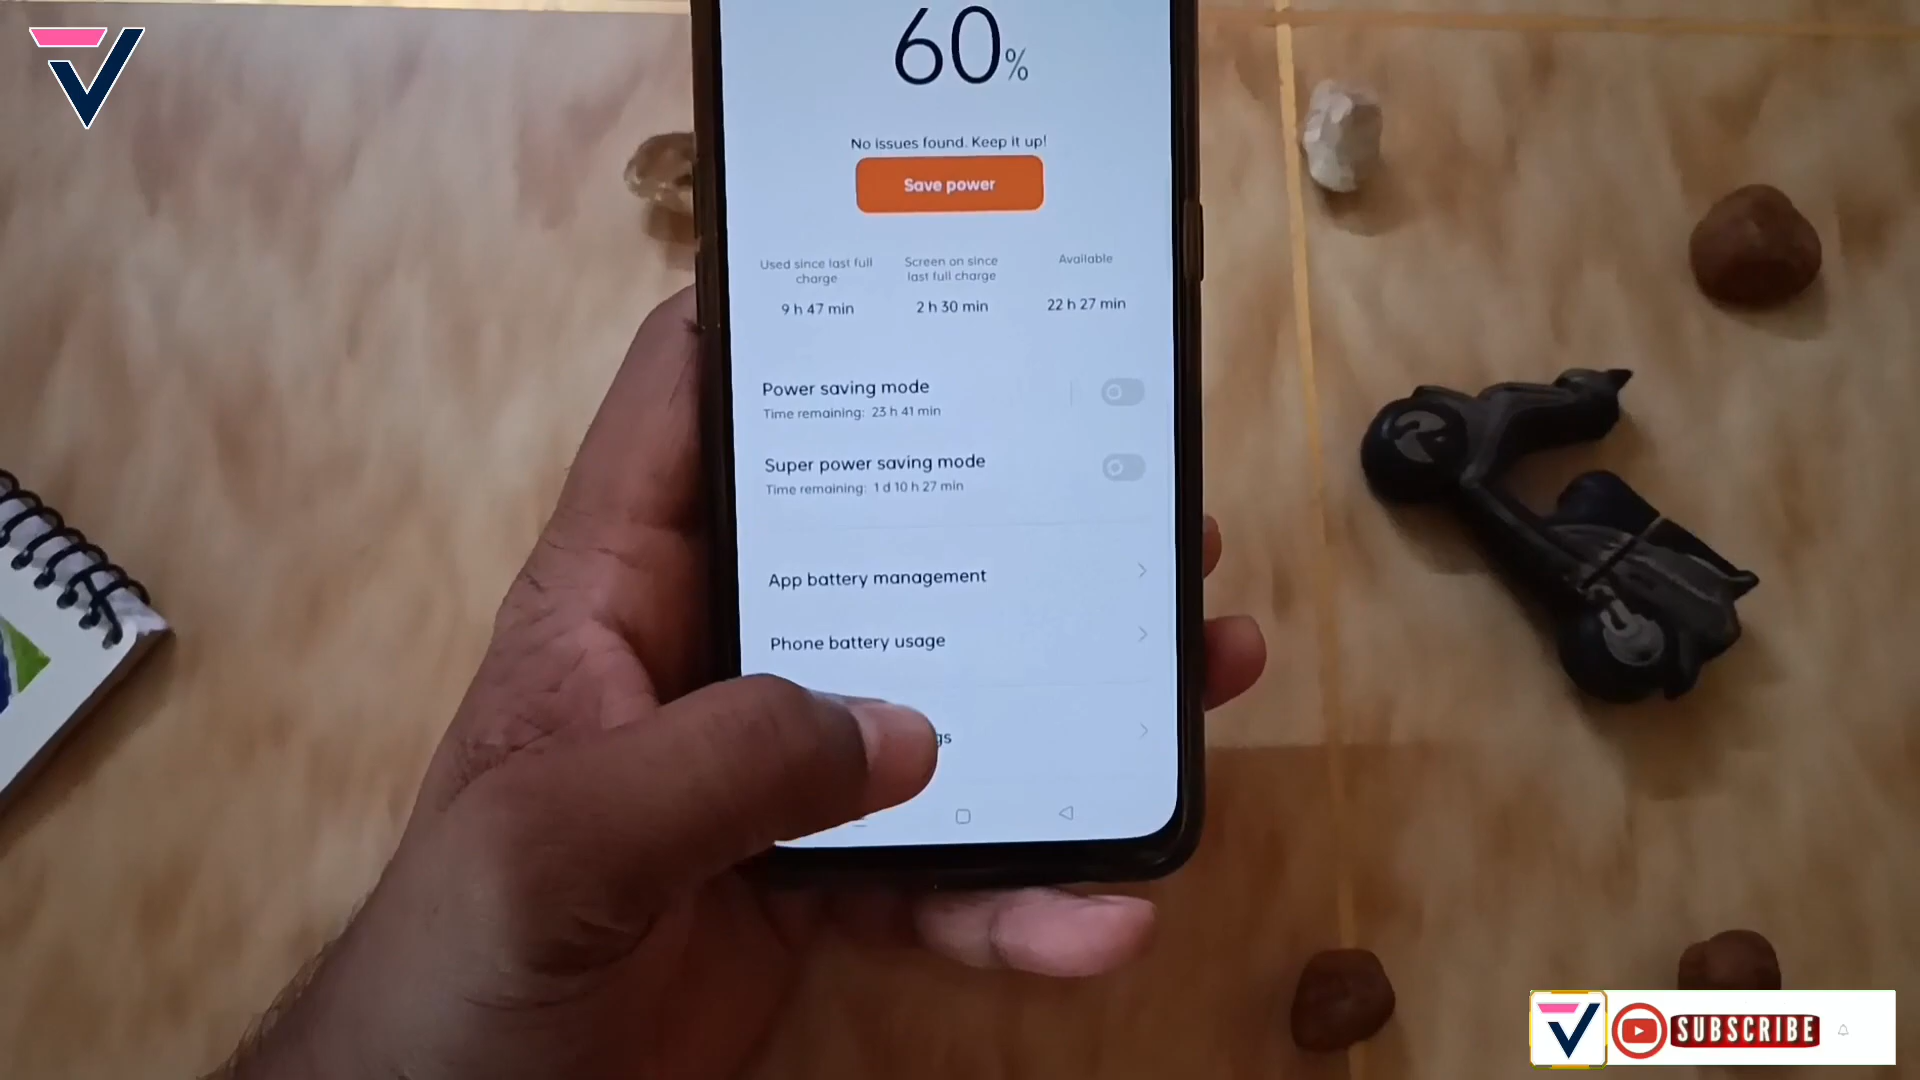 60%
No issues found. Keep it up!
Save power
Used since last full charge
9 h 47 min
Screen on since last full charge
2 h 30 min
Available
22 h 27 min
Power saving mode
Time remaining: 23 h 41 min
Super power saving mode
Time remaining: 1 d 10 h 27 min
App battery management
Phone battery usage
SUBSCRIBE